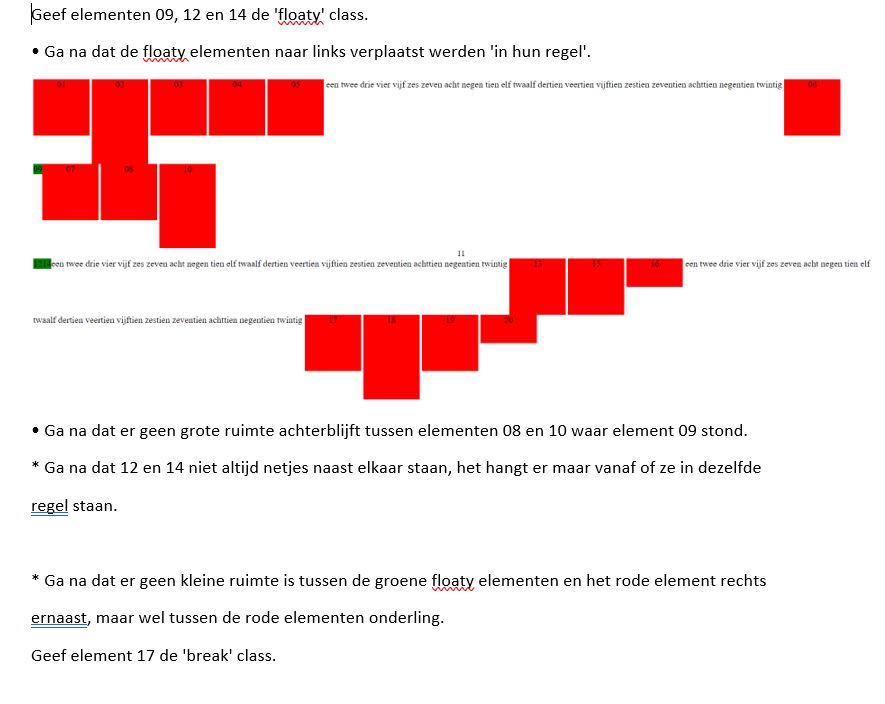 Geef elementen 09, 12 en 14 de 'floaty' class.
• Ga na dat de floaty elementen naar links verplaatst werden 'in hun regel'.
01 02 03 04 05 een twee drie vier vijf zes zeven acht negen tien elf twaalf dertien veertien vijftien zestien zeventien achttien negentien twintig 06
09 07 08 10
11
1214een twee drie vier vijf zes zeven acht negen tien elf twaalf dertien veertien vijftien zestien zeventien achttien negentien twintig 13 15 16 een twee drie vier vijf zes zeven acht negen tien elf
twaalf dertien veertien vijftien zestien zeventien achttien negentien twintig 17 18 19 20
• Ga na dat er geen grote ruimte achterblijft tussen elementen 08 en 10 waar element 09 stond.
* Ga na dat 12 en 14 niet altijd netjes naast elkaar staan, het hangt er maar vanaf of ze in dezelfde
regel staan.
* Ga na dat er geen kleine ruimte is tussen de groene floaty elementen en het rode element rechts
ernaast, maar wel tussen de rode elementen onderling.
Geef element 17 de 'break' class.